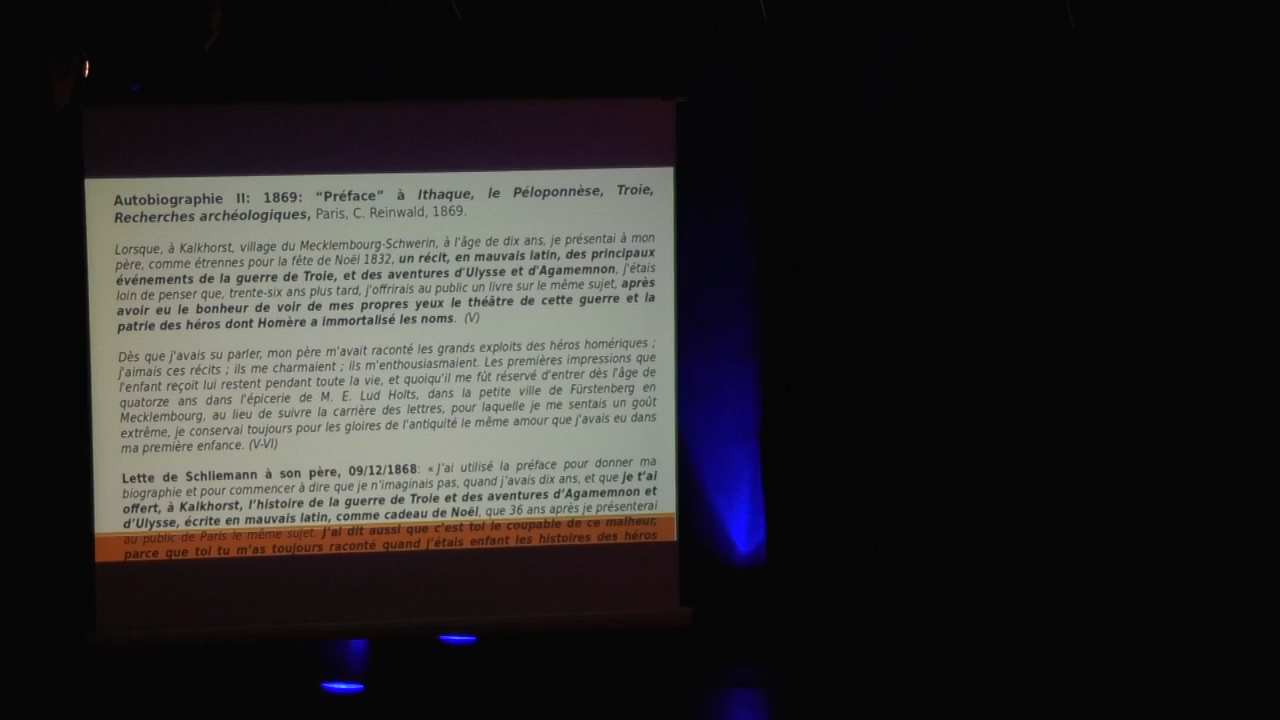 Autobiographie II: 1869: “Préface” à Ithaque, le Péloponnèse, Troie,
Recherches archéologiques, Paris, C. Reinwald, 1869.
Lorsque, à Kalkhorst, village du Mecklembourg-Schwerin, à l'âge de dix ans, je présentai à mon
père, comme étrennes pour la fête de Noël 1832, un récit, en mauvais latin, des principaux
événements de la guerre de Troie, et des aventures d'Ulysse et d'Agamemnon, j'étais
loin de penser que, trente-six ans plus tard, j'offrirais au public un livre sur le même sujet, après
avoir eu le bonheur de voir de mes propres yeux le théâtre de cette guerre et la
patrie des héros dont Homère a immortalisé les noms. (V)
Dès que j'avais su parler, mon père m'avait raconté les grands exploits des héros homériques ;
j'aimais ces récits ; ils me charmaient ; ils m'enthousiasmaient. Les premières impressions que
l'enfant reçoit lui restent pendant toute la vie, et quoiqu'il me fût réservé d'entrer dès l'âge de
quatorze ans dans l'épicerie de M. E. Lud Holts, dans la petite ville de Fürstenberg en
Mecklembourg, au lieu de suivre la carrière des lettres, pour laquelle je me sentais un goût
extrême, je conservai toujours pour les gloires de l'antiquité le même amour que j'avais eu dans
ma première enfance. (V-VI)
Lette de Schliemann à son père, 09/12/1868: « J'ai utilisé la préface pour donner ma
biographie et pour commencer à dire que je n’imaginais pas, quand j’avais dix ans, et que je t’ai
offert, à Kalkhorst, l’histoire de la guerre de Troie et des aventures d’Agamemnon et
d’Ulysse, écrite en mauvais latin, comme cadeau de Noël, que 36 ans après je présenterai
au public de Paris le même sujet. J’ai dit aussi que c’est toi le coupable de ce malheur,
parce que toi tu m’as toujours raconté quand j’étais enfant les histoires des héros